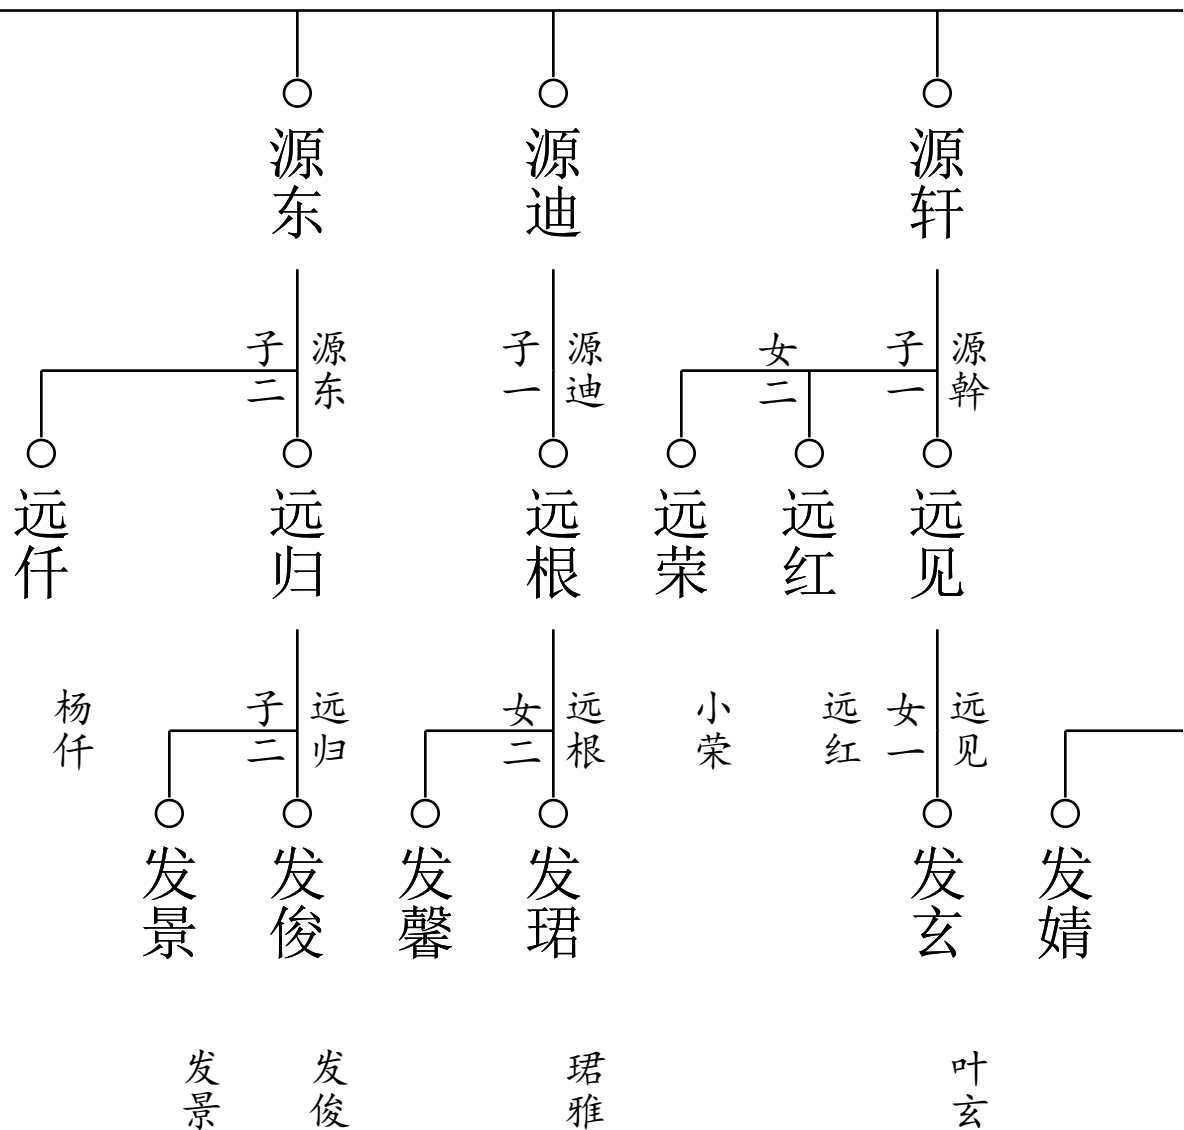 源东
源迪
源轩
子二
源东
子一
源迪
女二
子一
源幹
远仟
远归
远根
远荣
远红
远见
杨仟
子二
远归
女二
远根
小荣
远红
女一
远见
发景
发俊
发馨
发珺
发玄
发婧
发景
发俊
珺雅
叶玄